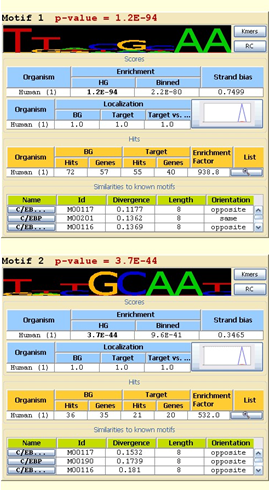 Motif 1 p-value = 1.2E-94
TT GC AA
Kmers
RC
Scores
Organism Enrichment Strand bias
HG Binned
Human (1) 1.2E-94 2.2E-80 0.7499
Organism Localization
BG Target Target vs. ...
Human (1) 1.0 1.0 1.0
Hits
Organism BG Target Enrichment Factor List
Hits Genes Hits Genes
Human (1) 72 57 55 40 938.8
Similarities to known motifs
Name Id Divergence Length Orientation
C/EB... M00117 0.1177 8 opposite
C/EBP M00201 0.1362 8 same
C/EB... M00116 0.1369 8 opposite
Motif 2 p-value = 3.7E-44
T T GCAA
Kmers
RC
Scores
Organism Enrichment Strand bias
HG Binned
Human (1) 3.7E-44 9.6E-41 0.3465
Organism Localization
BG Target Target vs. ...
Human (1) 1.0 1.0 1.0
Hits
Organism BG Target Enrichment Factor List
Hits Genes Hits Genes
Human (1) 36 35 21 20 532.0
Similarities to known motifs
Name Id Divergence Length Orientation
C/EB... M00117 0.1532 8 opposite
C/EBP M00190 0.1739 8 opposite
C/EB... M00116 0.181 8 opposite